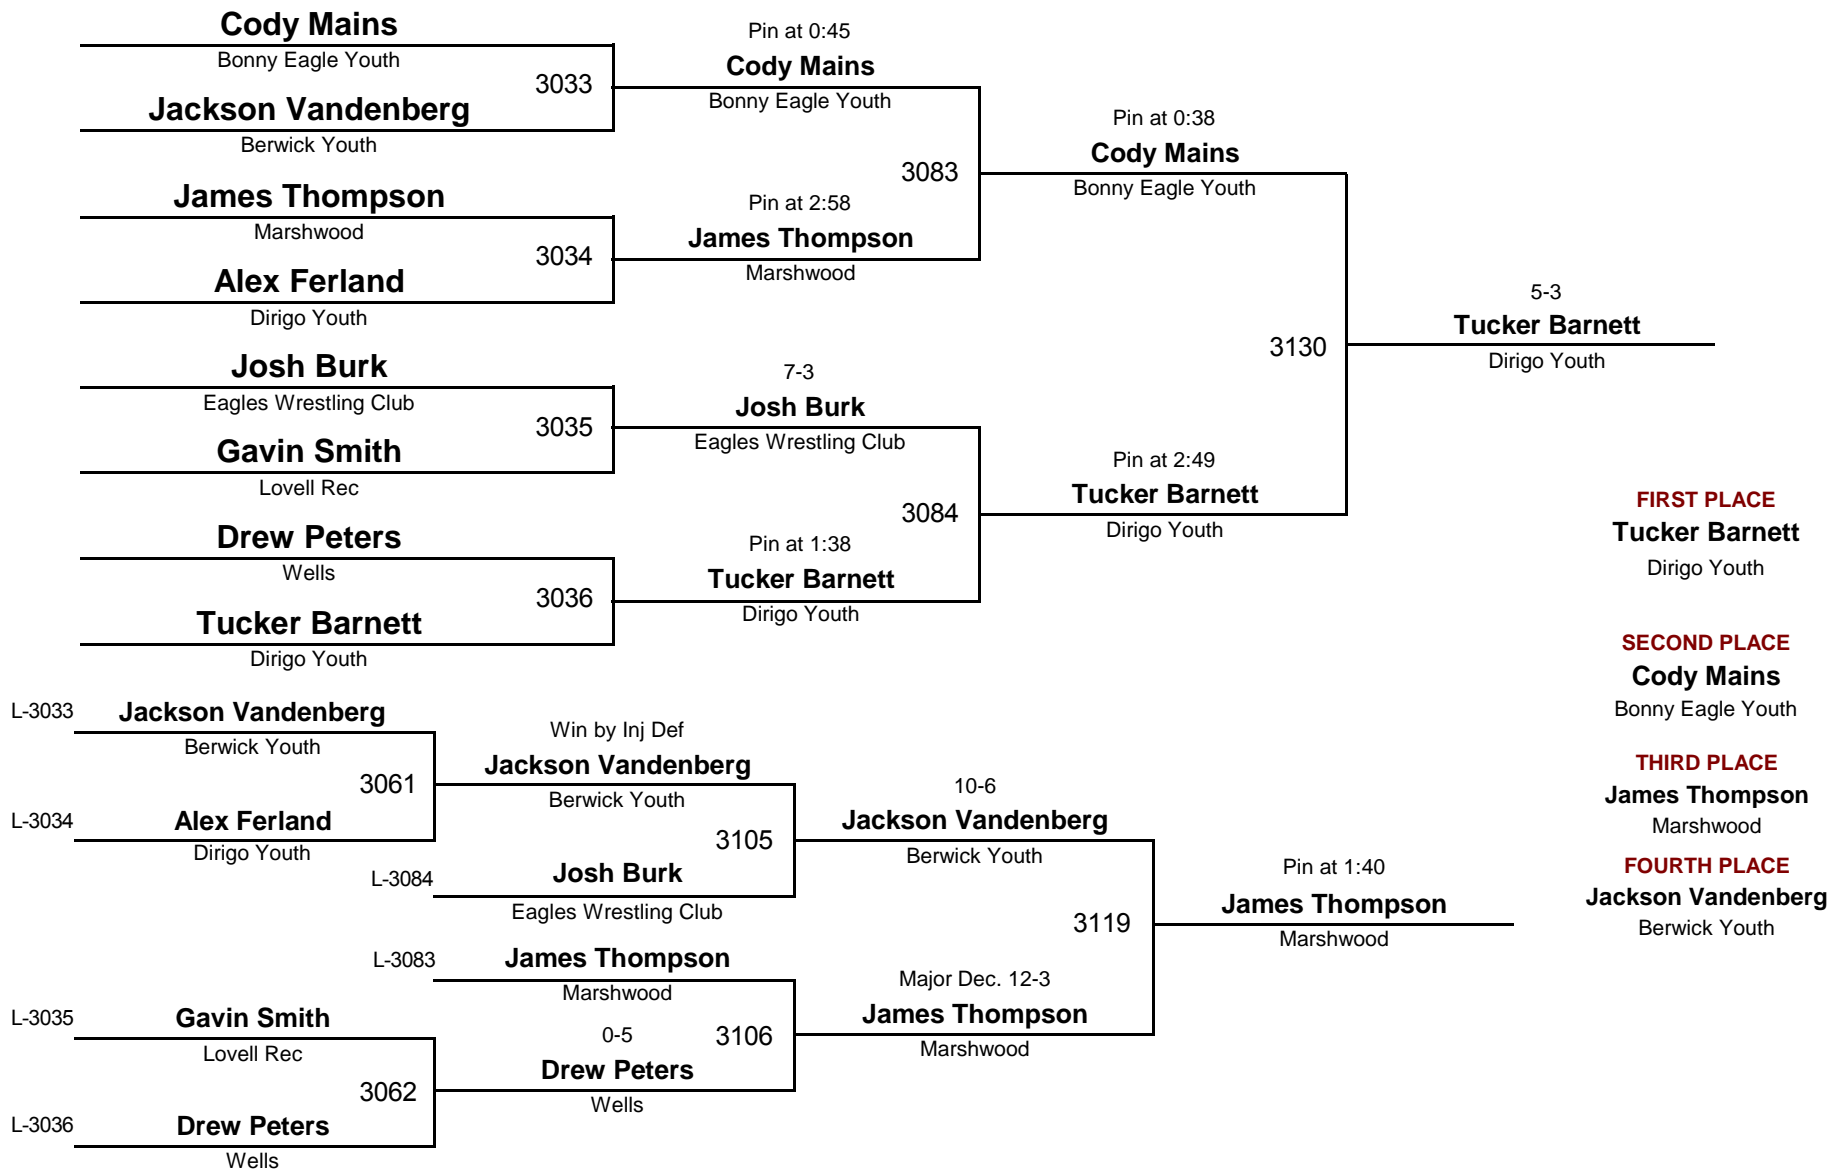 Cody Mains
Bonny Eagle Youth
3033
Jackson Vandenberg
Berwick Youth
James Thompson
Marshwood
3034
Alex Ferland
Dirigo Youth
Josh Burk
Eagles Wrestling Club
3035
Gavin Smith
Lovell Rec
Drew Peters
Wells
3036
Tucker Barnett
Dirigo Youth
Pin at 0:45
Cody Mains
Bonny Eagle Youth
3083
Pin at 2:58
James Thompson
Marshwood
7-3
Josh Burk
Eagles Wrestling Club
3084
Pin at 1:38
Tucker Barnett
Dirigo Youth
Pin at 0:38
Cody Mains
Bonny Eagle Youth
3130
Pin at 2:49
Tucker Barnett
Dirigo Youth
5-3
Tucker Barnett
Dirigo Youth
L-3033
Jackson Vandenberg
Berwick Youth
3061
L-3034
Alex Ferland
Dirigo Youth
Win by Inj Def
Jackson Vandenberg
Berwick Youth
3105
L-3084
Josh Burk
Eagles Wrestling Club
L-3083
James Thompson
Marshwood
3106
0-5
Drew Peters
Wells
L-3035
Gavin Smith
Lovell Rec
3062
L-3036
Drew Peters
Wells
10-6
Jackson Vandenberg
Berwick Youth
3119
Major Dec. 12-3
James Thompson
Marshwood
Pin at 1:40
James Thompson
Marshwood
FIRST PLACE
Tucker Barnett
Dirigo Youth
SECOND PLACE
Cody Mains
Bonny Eagle Youth
THIRD PLACE
James Thompson
Marshwood
FOURTH PLACE
Jackson Vandenberg
Berwick Youth